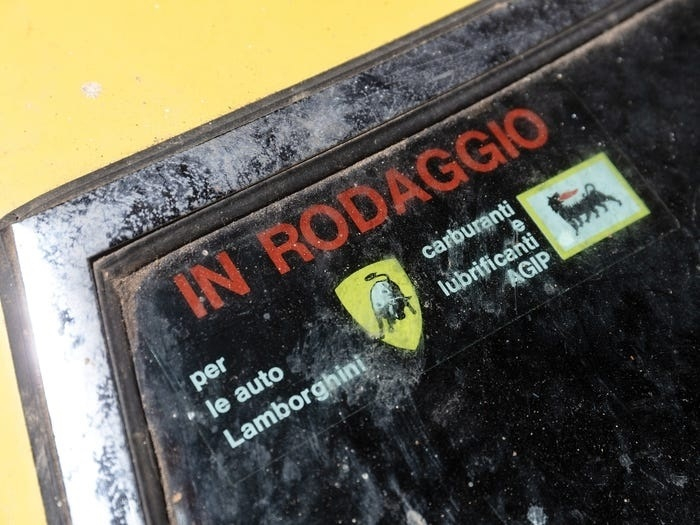 IN RODAGGIO
per
le auto
Lamborghini
carburanti
e
lubrificanti
AGIP